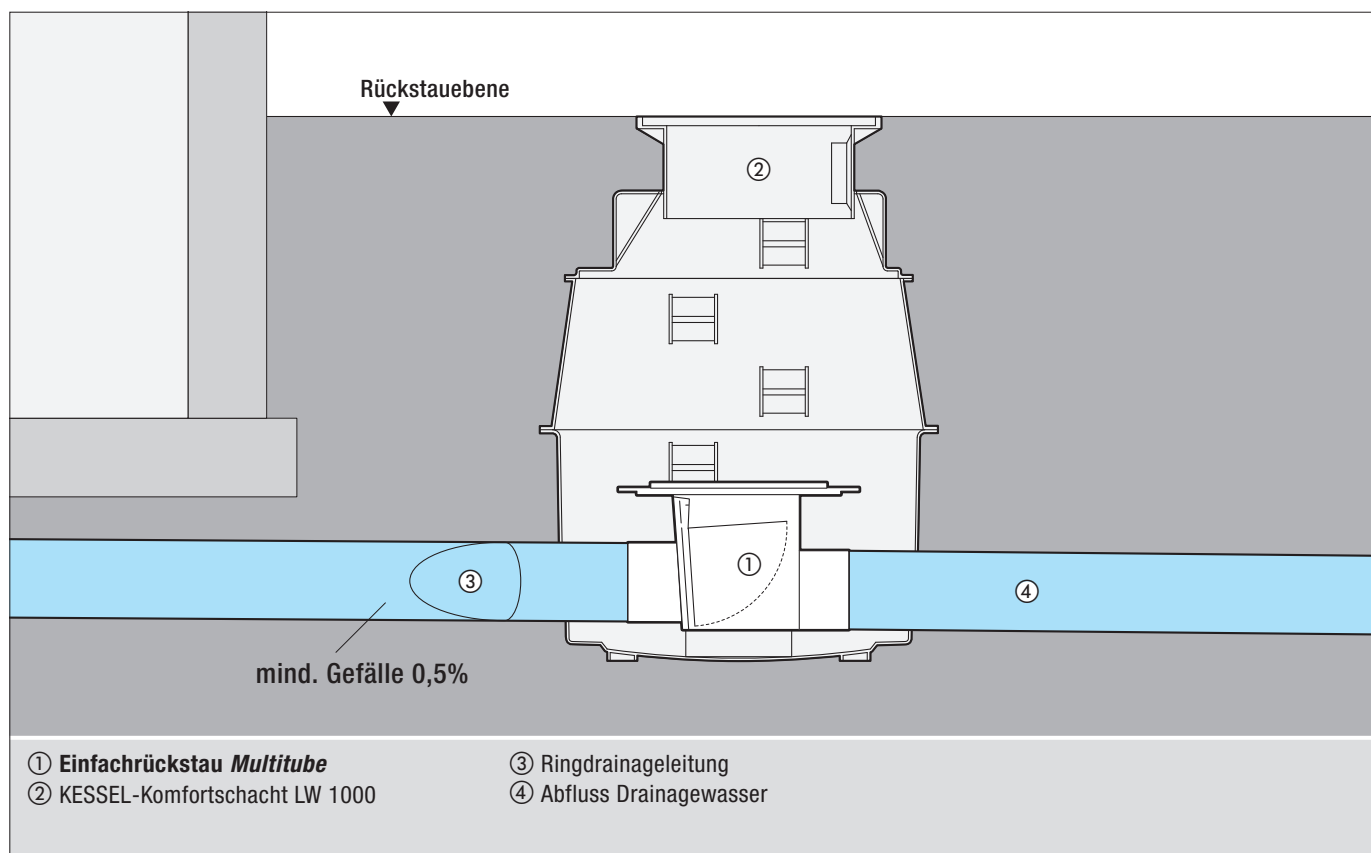 Rückstauebene
②
①
③
④
mind. Gefälle 0,5%
① Einfachrückstau Multitube
② KESSEL-Komfortschacht LW 1000
③ Ringdrainageleitung
④ Abfluss Drainagewasser